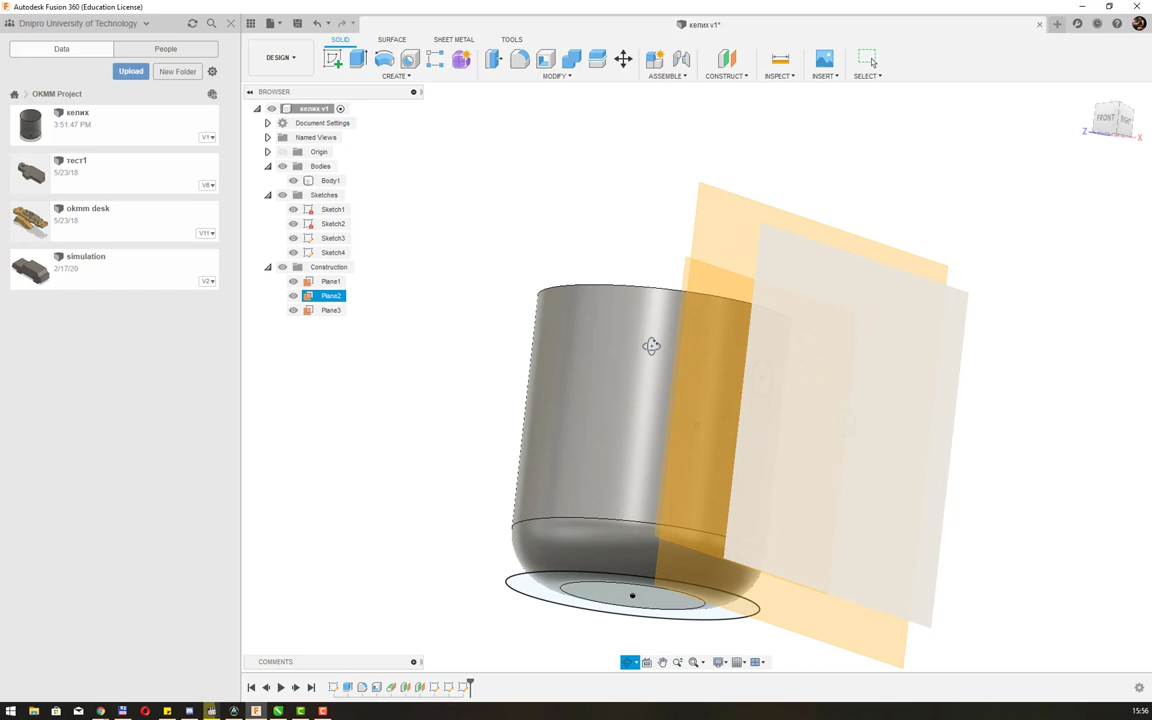 Autodesk Fusion 360 (Education License)
Dnipro University of Technology
келих v1*
Data
People
SOLID
SURFACE
SHEET METAL
TOOLS
DESIGN
CREATE
MODIFY
ASSEMBLE
CONSTRUCT
INSPECT
INSERT
SELECT
Upload
New Folder
OKMM Project
BROWSER
келих v1
Document Settings
Named Views
Origin
Bodies
Body1
Sketches
Sketch1
Sketch2
Sketch3
Sketch4
Construction
Plane1
Plane2
Plane3
келих
3:51:47 PM
V1
тест1
5/23/18
V6
okmm desk
5/23/18
V11
simulation
2/17/20
V2
FRONT
RIGHT
Z
X
COMMENTS
15:56